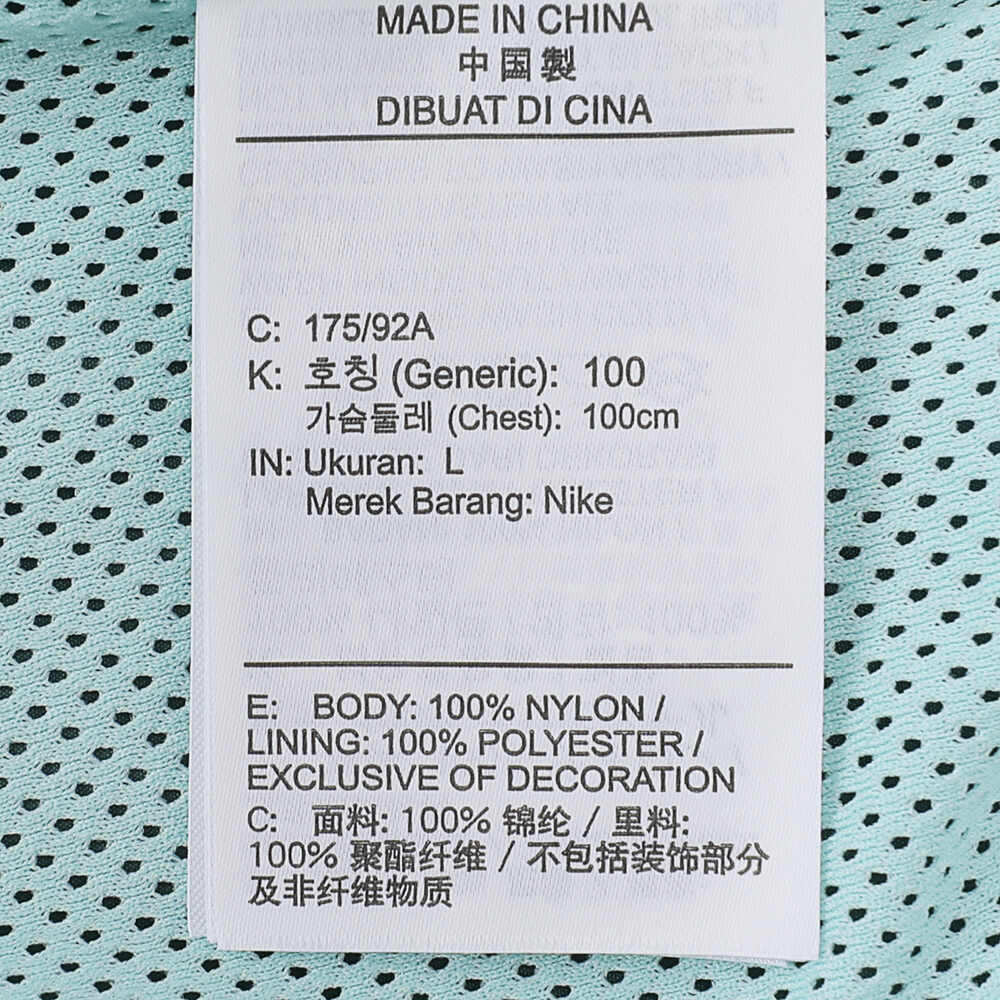 MADE IN CHINA
中国製
DIBUAT DI CINA
C: 175/92A
K: 호칭 (Generic): 100
가슴둘레 (Chest): 100cm
IN: Ukuran: L
Merek Barang: Nike
E: BODY: 100% NYLON /
LINING: 100% POLYESTER /
EXCLUSIVE OF DECORATION
C: 面料: 100% 锦纶 / 里料:
100% 聚酯纤维 / 不包括装饰部分
及非纤维物质